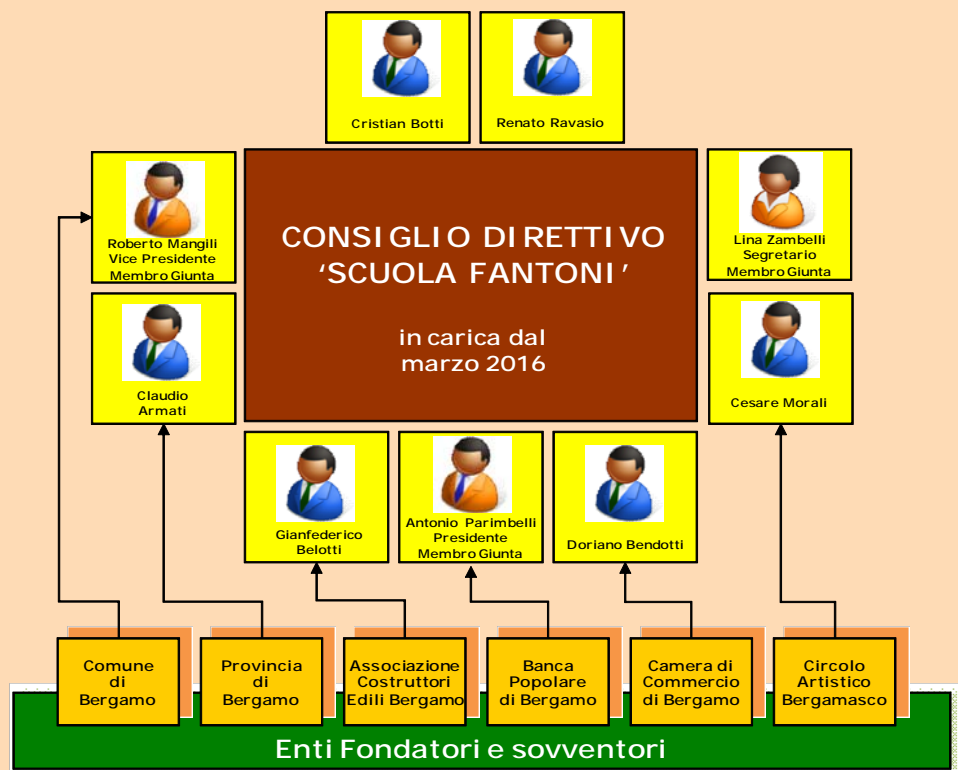 Cristian Botti
Renato Ravasio
Roberto Mangili
Vice Presidente
Membro Giunta
CONSIGLIO DIRETTIVO
‘SCUOLA FANTONI’
in carica dal
marzo 2016
Lina Zambelli
Segretario
Membro Giunta
Claudio
Armati
Cesare Morali
Gianfederico
Belotti
Antonio Parimbelli
Presidente
Membro Giunta
Doriano Bendotti
Comune
di
Bergamo
Provincia
di
Bergamo
Associazione
Costruttori
Edili Bergamo
Banca
Popolare
di Bergamo
Camera di
Commercio
di Bergamo
Circolo
Artistico
Bergamasco
Enti Fondatori e sovventori